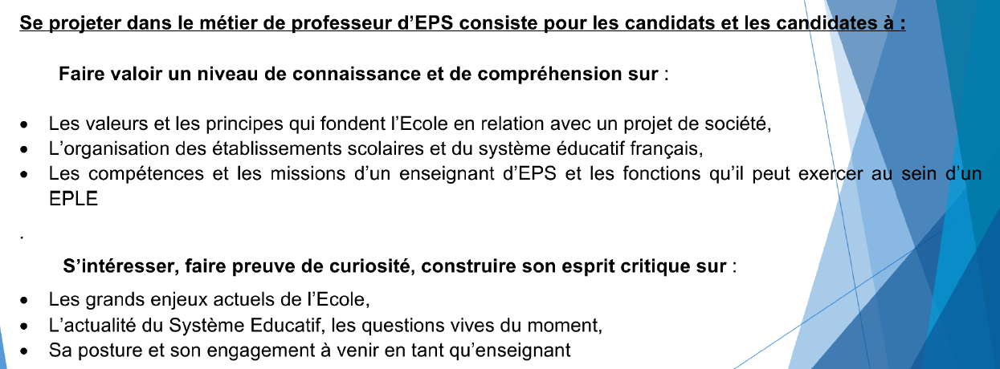 Se projeter dans le métier de professeur d’EPS consiste pour les candidats et les candidates à :
Faire valoir un niveau de connaissance et de compréhension sur :
• Les valeurs et les principes qui fondent l’Ecole en relation avec un projet de société,
• L’organisation des établissements scolaires et du système éducatif français,
• Les compétences et les missions d’un enseignant d’EPS et les fonctions qu’il peut exercer au sein d’un
EPLE
.
S’intéresser, faire preuve de curiosité, construire son esprit critique sur :
• Les grands enjeux actuels de l’Ecole,
• L’actualité du Système Educatif, les questions vives du moment,
• Sa posture et son engagement à venir en tant qu’enseignant